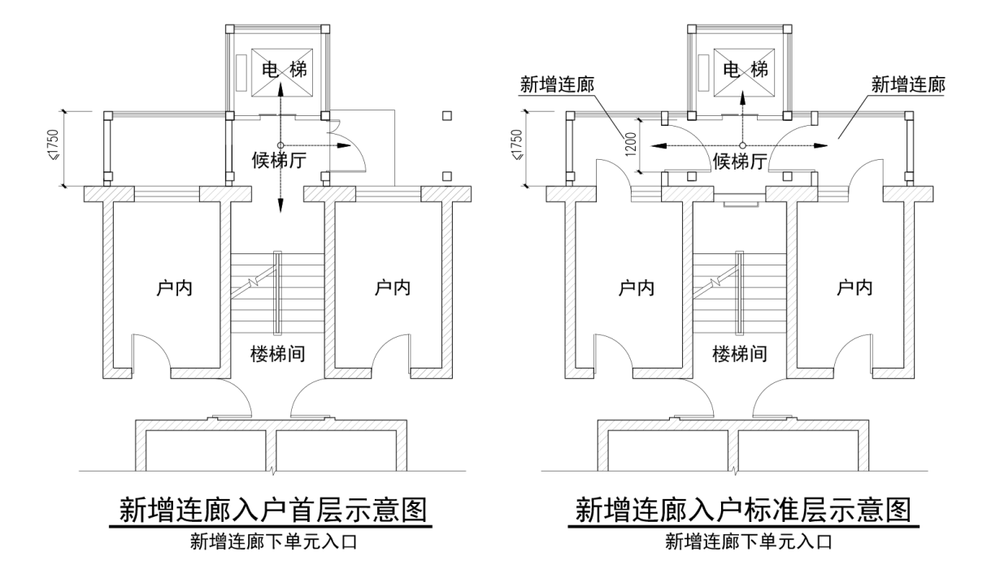 电 梯
≤1750
候梯厅
户内
户内
楼梯间
新增连廊入户首层示意图
新增连廊下单元入口
电 梯
新增连廊
新增连廊
≤1750
1200
候梯厅
户内
户内
楼梯间
新增连廊入户标准层示意图
新增连廊下单元入口